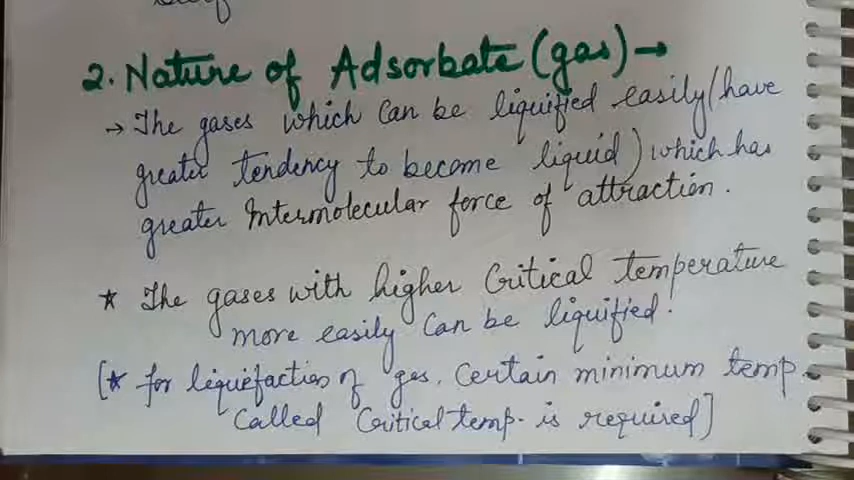 2. Nature of Adsorbate (gas) →
→ The gases which can be liquified easily (have
greater tendency to become liquid) which has
greater Intermolecular force of attraction.
* The gases with higher Critical temperature
more easily can be liquified.
[* for liquefaction of gas, certain minimum temp.
called Critical temp. is required]